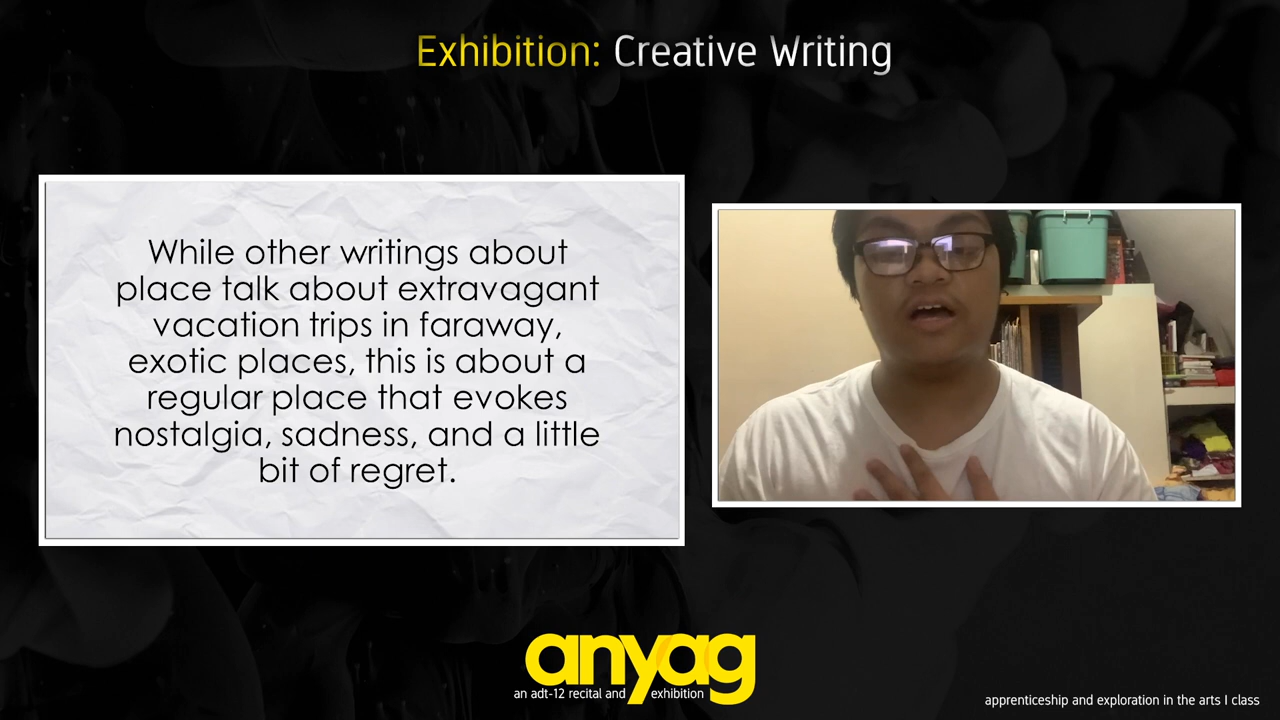 Exhibition: Creative Writing
While other writings about
place talk about extravagant
vacation trips in faraway,
exotic places, this is about a
regular place that evokes
nostalgia, sadness, and a little
bit of regret.
anyag
an adt-12 recital and exhibition
apprenticeship and exploration in the arts I class